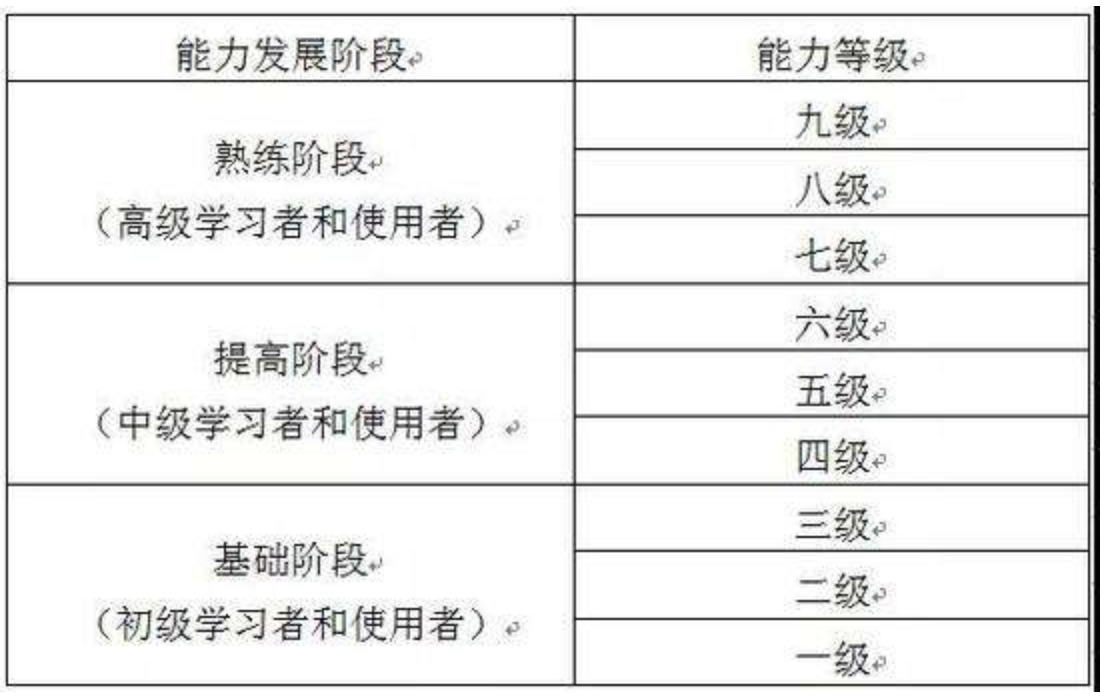 能力发展阶段
能力等级
熟练阶段
（高级学习者和使用者）
九级
八级
七级
提高阶段
（中级学习者和使用者）
六级
五级
四级
基础阶段
（初级学习者和使用者）
三级
二级
一级